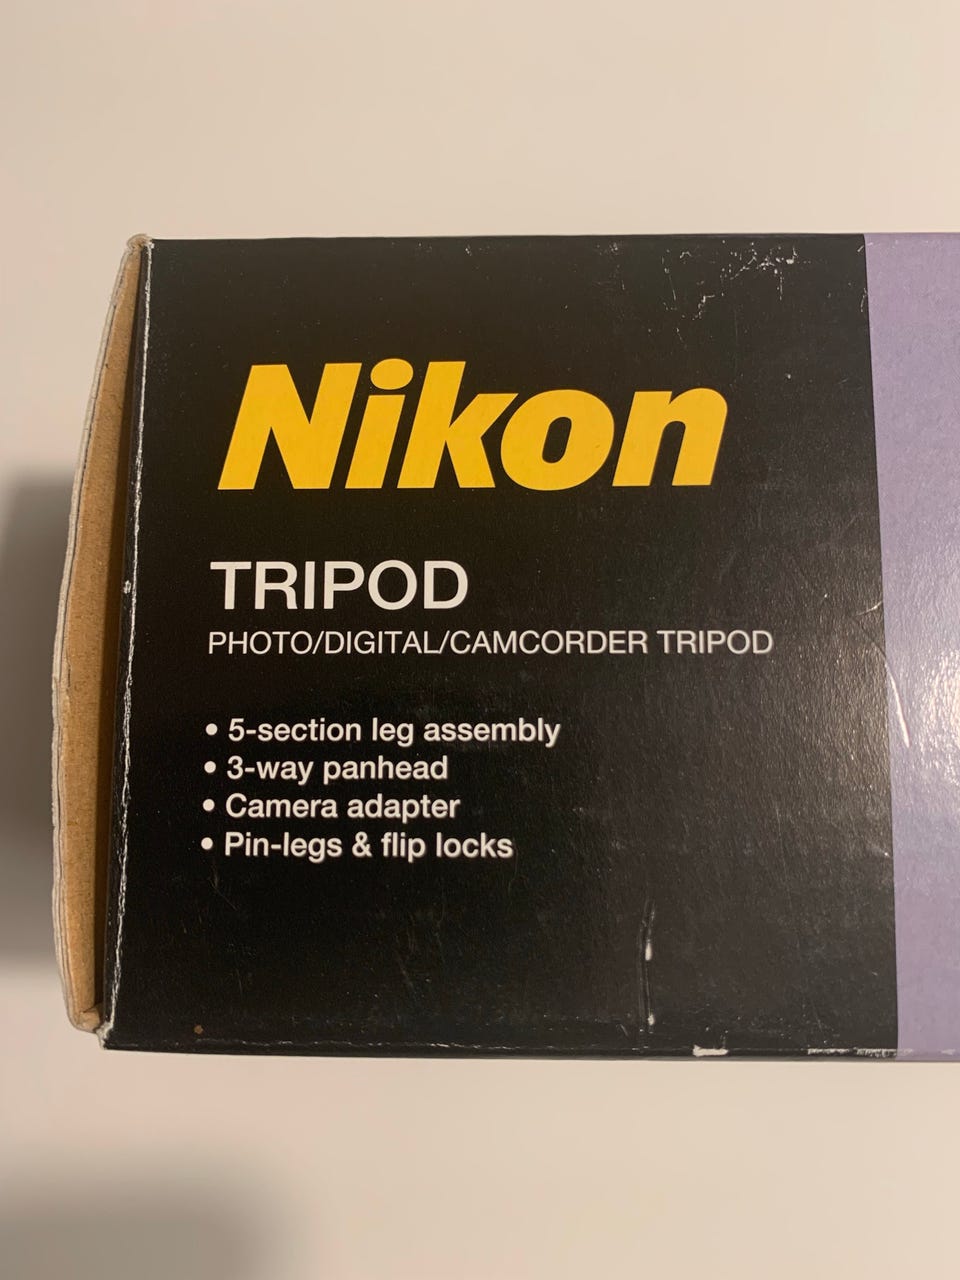 Nikon
TRIPOD
PHOTO/DIGITAL/CAMCORDER TRIPOD
• 5-section leg assembly
• 3-way panhead
• Camera adapter
• Pin-legs & flip locks